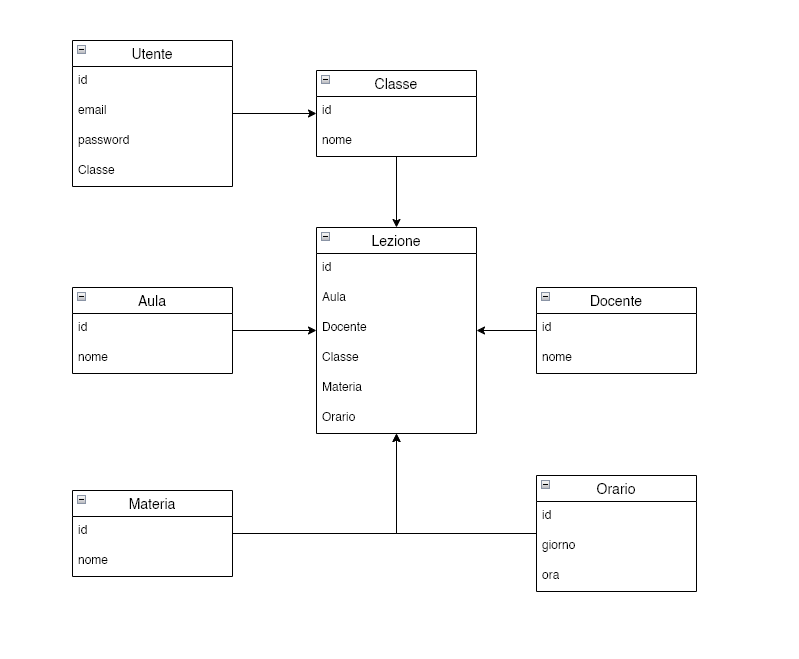 Utente
id
email
password
Classe
Classe
id
nome
Lezione
id
Aula
Docente
Classe
Materia
Orario
Aula
id
nome
Docente
id
nome
Materia
id
nome
Orario
id
giorno
ora